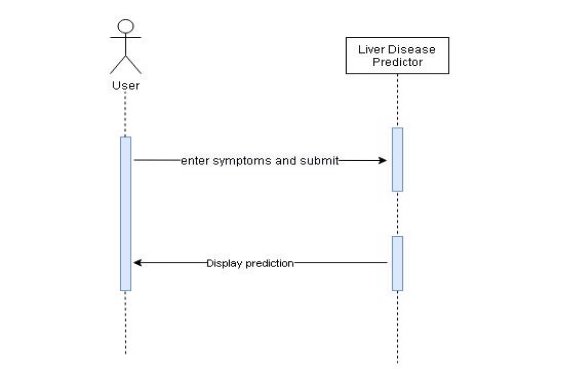 Liver Disease
Predictor
User
enter symptoms and submit
Display prediction